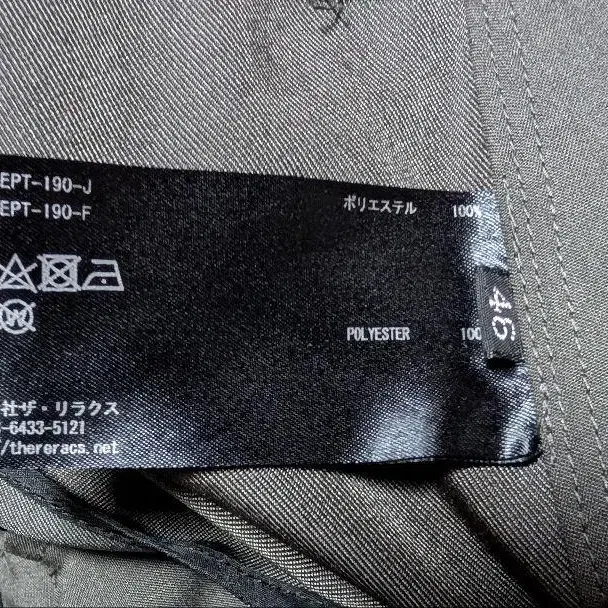 EPT-190-J
EPT-190-F
ポリエステル 100%
46
POLYESTER 100
W
社ザ・リラクス
-6433-5121
/thereracs.net